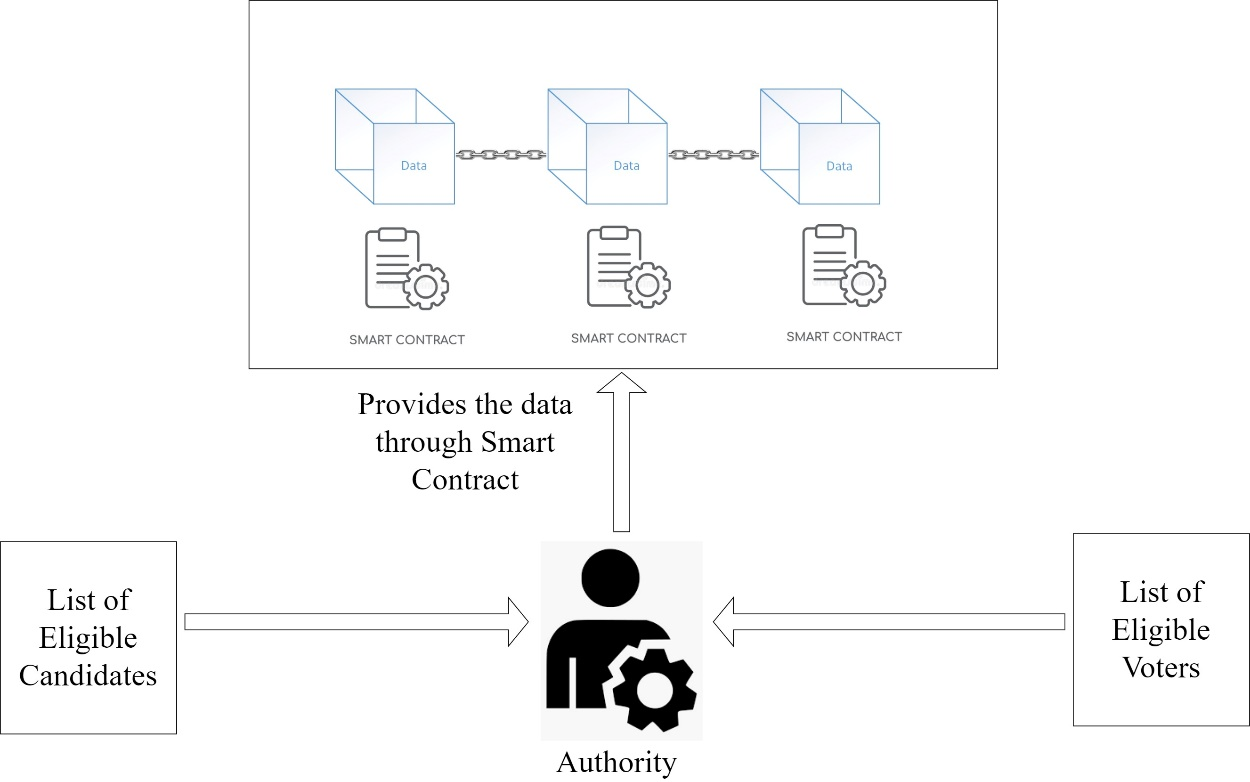 Data
Data
Data
SMART CONTRACT
SMART CONTRACT
SMART CONTRACT
Provides the data
through Smart
Contract
List of
Eligible
Candidates
List of
Eligible
Voters
Authority